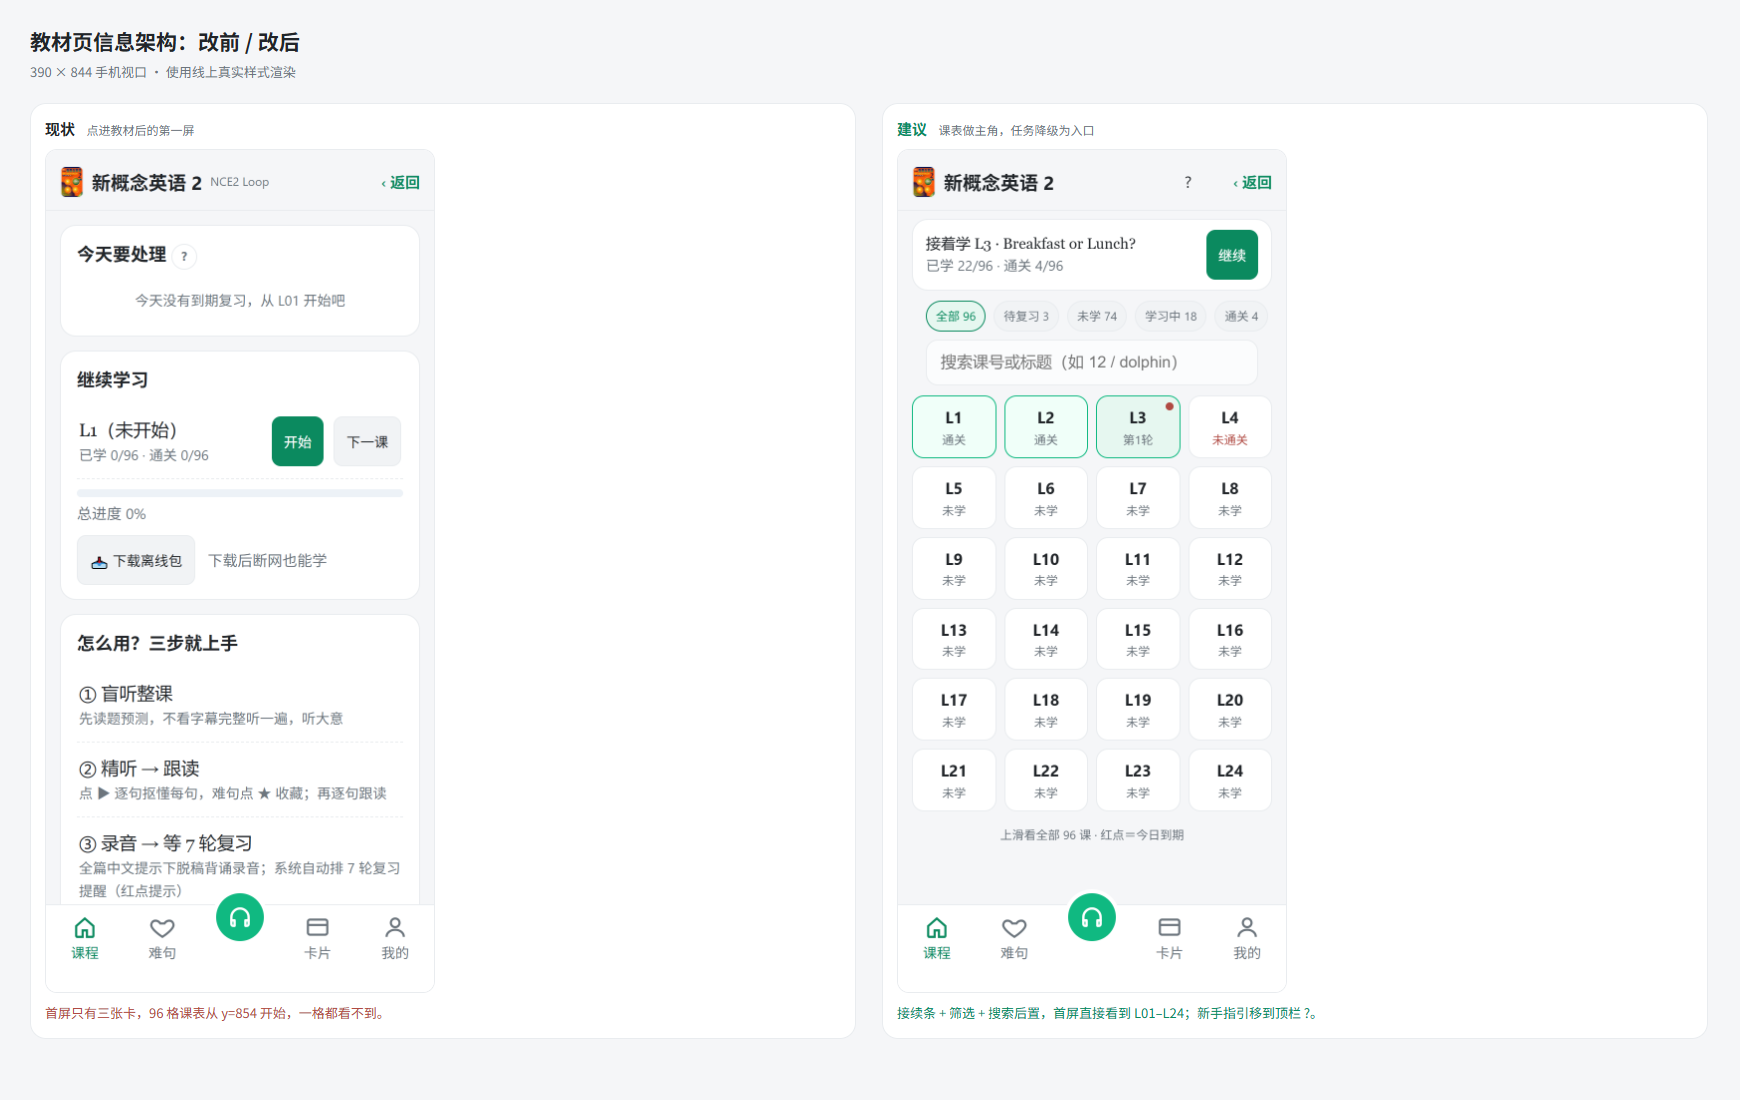 教材页信息架构：改前 / 改后
390 × 844 手机视口 · 使用线上真实样式渲染
现状 点进教材后的第一屏
新概念英语 2 NCE2 Loop ‹ 返回
今天要处理 ?
今天没有到期复习，从 L01 开始吧
继续学习
L1（未开始）
已学 0/96 · 通关 0/96
开始 下一课
总进度 0%
下载离线包 下载后断网也能学
怎么用？三步就上手
① 盲听整课
先读题预测，不看字幕完整听一遍，听大意
② 精听 → 跟读
点 ▶ 逐句抠懂每句，难句点 ★ 收藏；再逐句跟读
③ 录音 → 等 7 轮复习
全篇中文提示下脱稿背诵录音；系统自动排 7 轮复习
提醒（红点提示）
课程 难句 卡片 我的
首屏只有三张卡，96 格课表从 y=854 开始，一格都看不到。
建议 课表做主角，任务降级为入口
新概念英语 2 ? ‹ 返回
接着学 L3 · Breakfast or Lunch?
已学 22/96 · 通关 4/96
继续
全部 96 待复习 3 未学 74 学习中 18 通关 4
搜索课号或标题（如 12 / dolphin）
L1 L2 L3 L4
通关 通关 第1轮 未通关
L5 L6 L7 L8
未学 未学 未学 未学
L9 L10 L11 L12
未学 未学 未学 未学
L13 L14 L15 L16
未学 未学 未学 未学
L17 L18 L19 L20
未学 未学 未学 未学
L21 L22 L23 L24
未学 未学 未学 未学
上滑看全部 96 课 · 红点＝今日到期
课程 难句 卡片 我的
接续条 + 筛选 + 搜索后置，首屏直接看到 L01–L24；新手指引移到顶栏 ?。